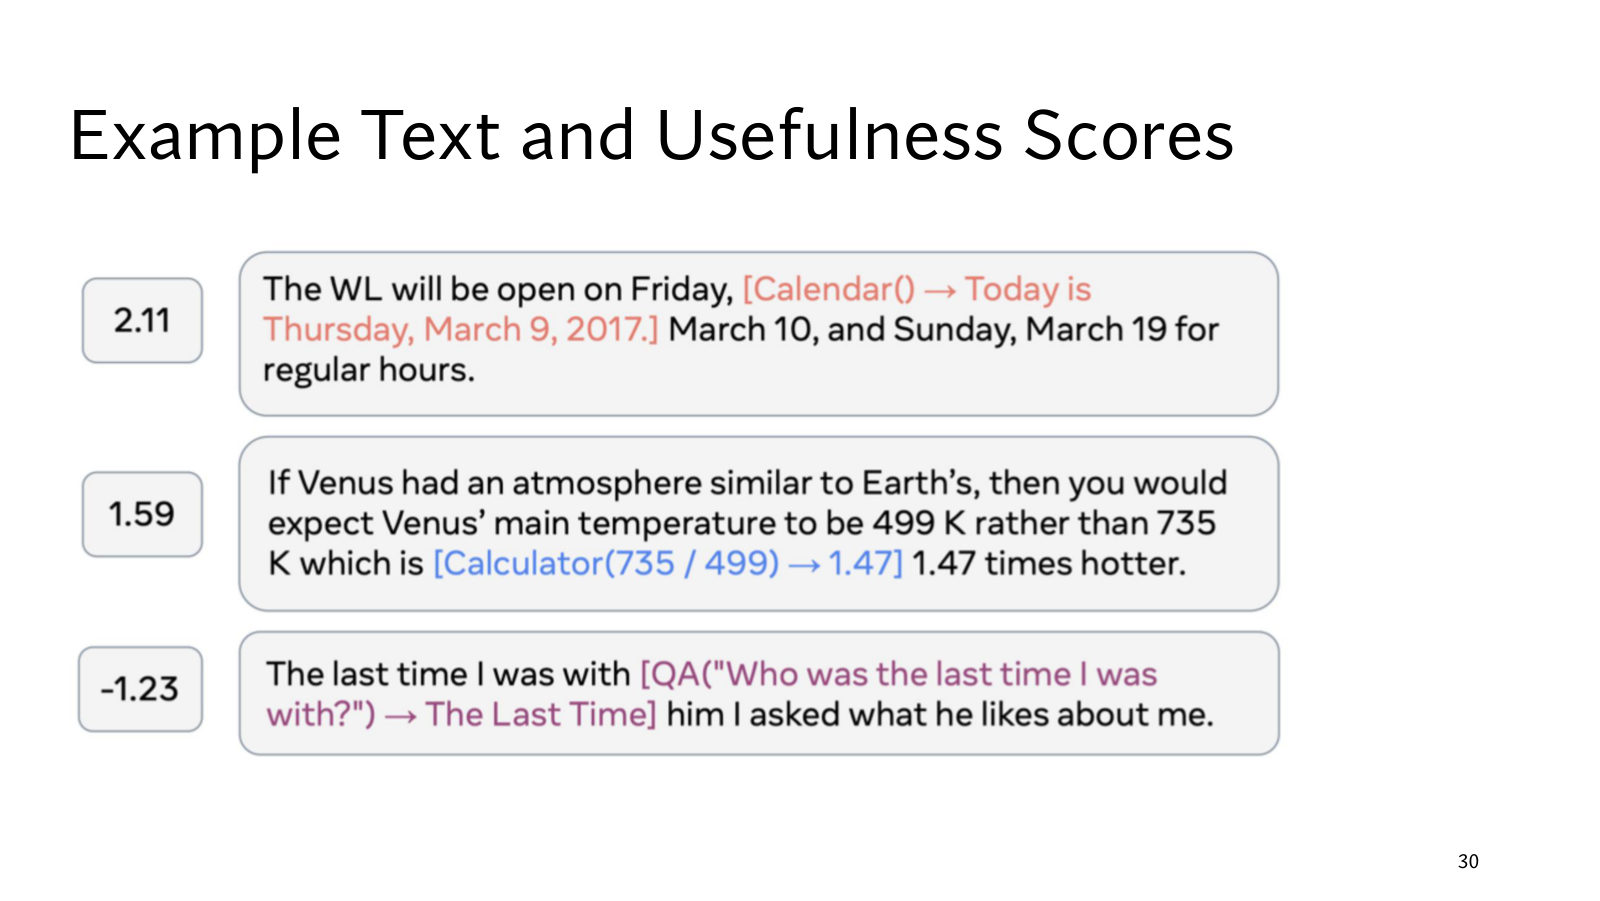 Example Text and Usefulness Scores
2.11
The WL will be open on Friday, [Calendar() → Today is
Thursday, March 9, 2017.] March 10, and Sunday, March 19 for
regular hours.
1.59
If Venus had an atmosphere similar to Earth’s, then you would
expect Venus’ main temperature to be 499 K rather than 735
K which is [Calculator(735 / 499) → 1.47] 1.47 times hotter.
-1.23
The last time I was with [QA("Who was the last time I was
with?") → The Last Time] him I asked what he likes about me.
30